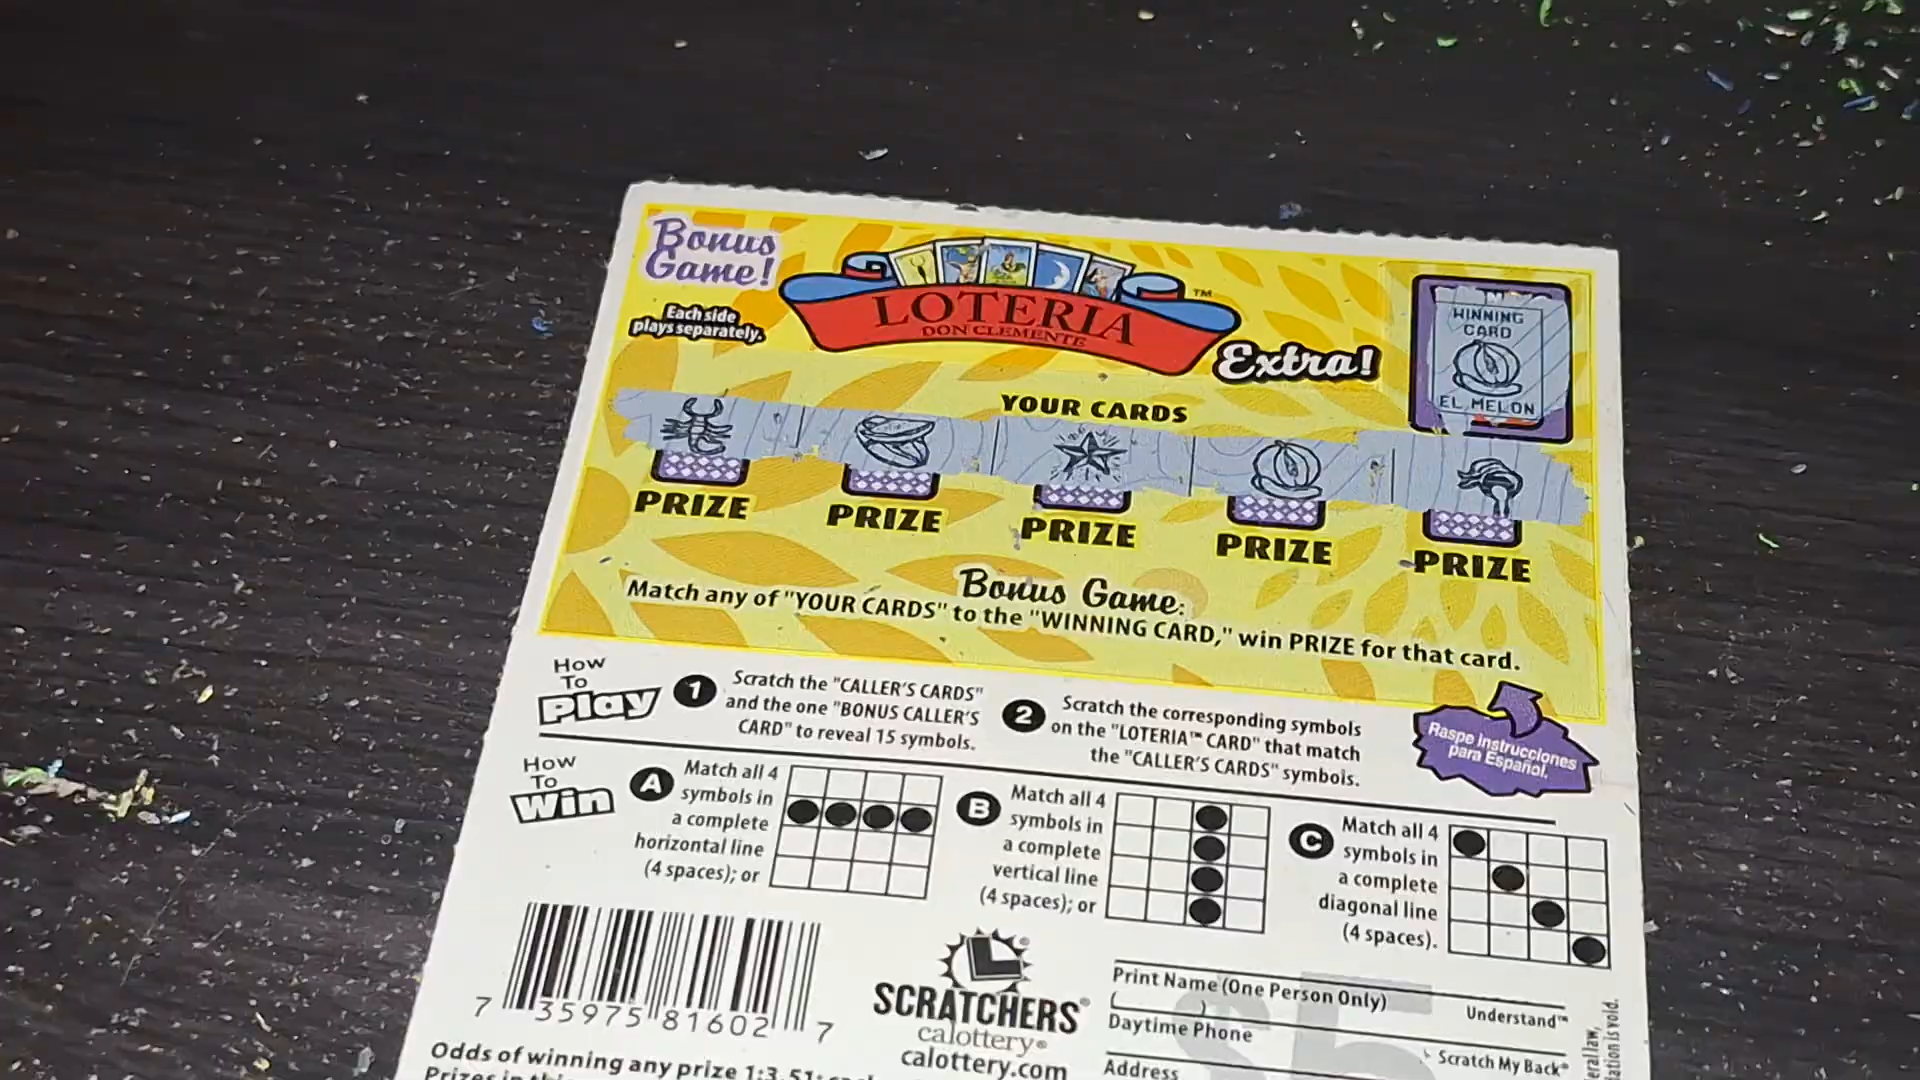 Bonus
Game!
Each side
plays separately.
LOTERIA™
DON CLEMENTE
Extra!
WINNING
CARD
EL MELON
YOUR CARDS
PRIZE
PRIZE
PRIZE
PRIZE
PRIZE
Bonus Game:
Match any of "YOUR CARDS" to the "WINNING CARD," win PRIZE for that card.
How
To
Play
1
Scratch the "CALLER'S CARDS"
and the one "BONUS CALLER'S
CARD" to reveal 15 symbols.
2
Scratch the corresponding symbols
on the "LOTERIA™ CARD" that match
the "CALLER'S CARDS" symbols.
Raspe instrucciones
para Español.
How
To
Win
A
Match all 4
symbols in
a complete
horizontal line
(4 spaces); or
B
Match all 4
symbols in
a complete
vertical line
(4 spaces); or
C
Match all 4
symbols in
a complete
diagonal line
(4 spaces).
7 35975 81602 7
SCRATCHERS®
calottery®
calottery.com
$5
Print Name (One Person Only)
( )
Daytime Phone
Address
Understand™
Scratch My Back®
Odds of winning any prize 1:3.51;
Prizes in